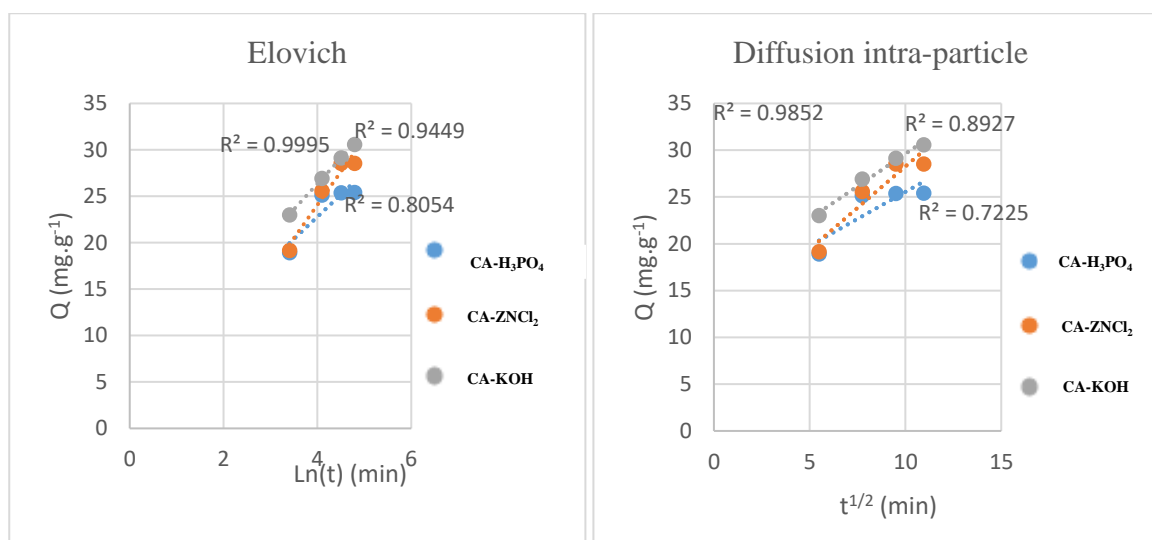 Elovich
35
30
25
20
15
10
5
0
Q (mg.g⁻¹)
R² = 0.9995
R² = 0.9449
R² = 0.8054
CA-H₃PO₄
CA-ZNCl₂
CA-KOH
0 2 4 6
Ln(t) (min)
Diffusion intra-particle
35
30
25
20
15
10
5
0
Q (mg.g⁻¹)
R² = 0.9852
R² = 0.8927
R² = 0.7225
CA-H₃PO₄
CA-ZNCl₂
CA-KOH
0 5 10 15
t¹/² (min)